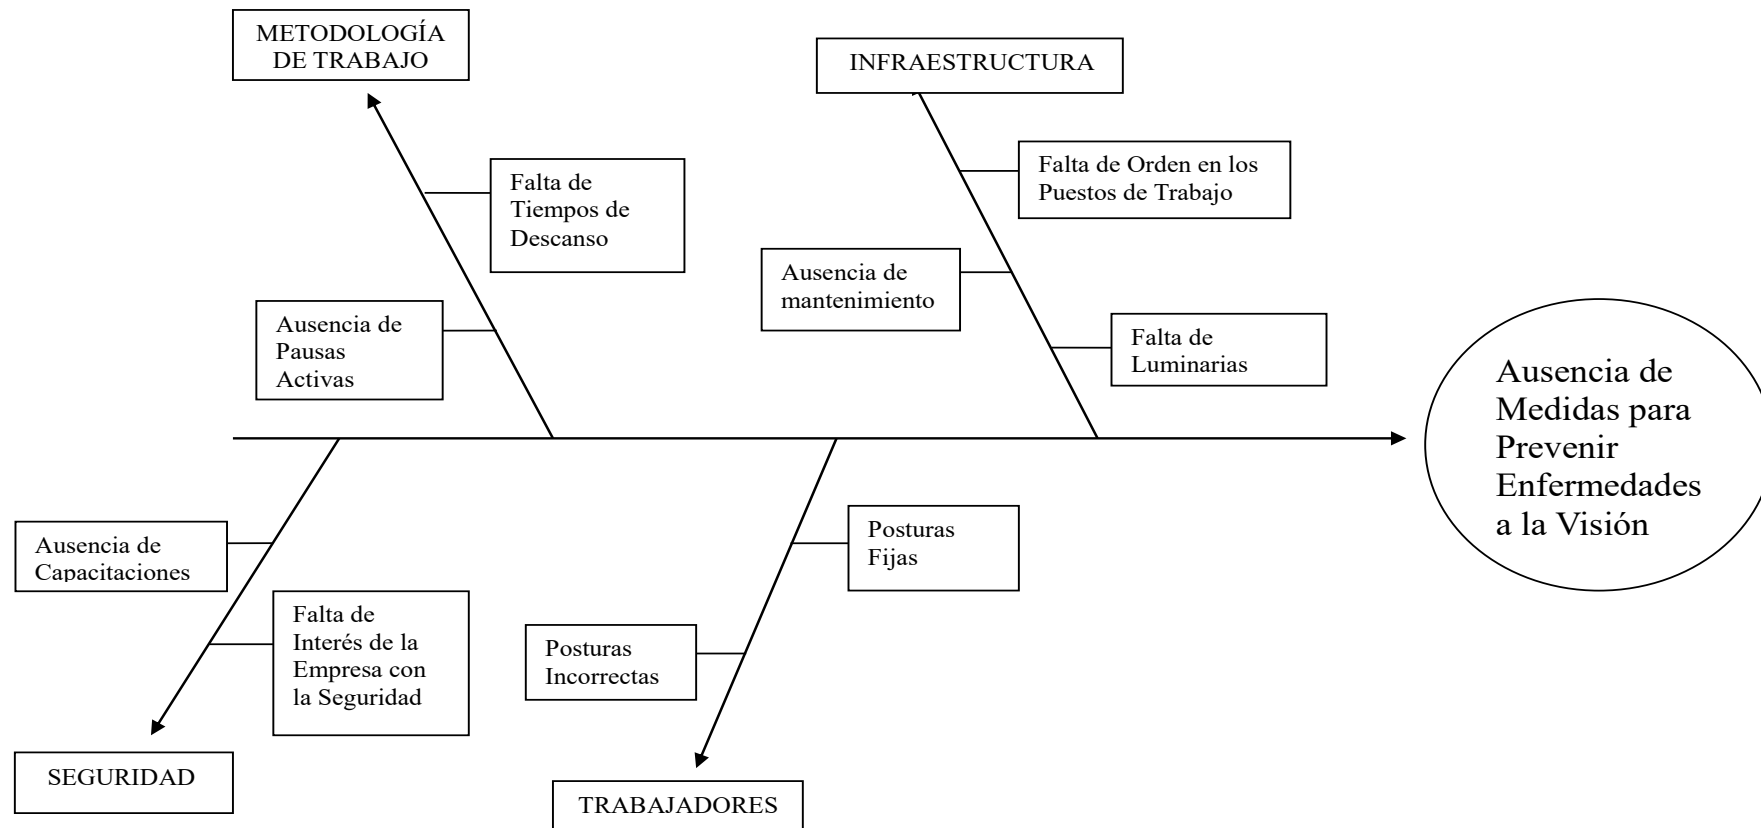 METODOLOGÍA
DE TRABAJO
INFRAESTRUCTURA
Falta de
Tiempos de
Descanso
Falta de Orden en los
Puestos de Trabajo
Ausencia de
Pausas
Activas
Ausencia de
mantenimiento
Falta de
Luminarias
Ausencia de
Medidas para
Prevenir
Enfermedades
a la Visión
Ausencia de
Capacitaciones
Falta de
Interés de la
Empresa con
la Seguridad
Posturas
Fijas
Posturas
Incorrectas
SEGURIDAD
TRABAJADORES